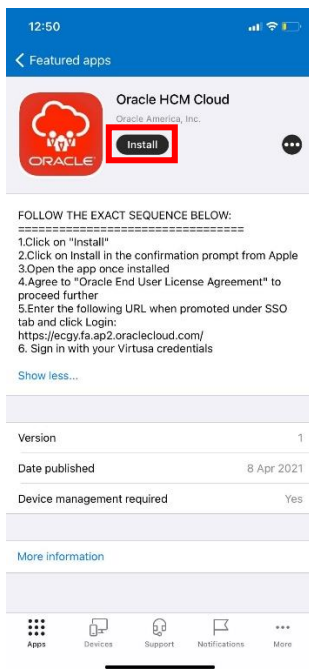 12:50
Featured apps
Oracle HCM Cloud
Oracle America, Inc.
Install
ORACLE
FOLLOW THE EXACT SEQUENCE BELOW:
==================================
1.Click on "Install"
2.Click on Install in the confirmation prompt from Apple
3.Open the app once installed
4.Agree to "Oracle End User License Agreement" to
proceed further
5.Enter the following URL when promoted under SSO
tab and click Login:
https://ecgy.fa.ap2.oraclecloud.com/
6. Sign in with your Virtusa credentials
Show less...
Version 1
Date published 8 Apr 2021
Device management required Yes
More information
Apps Devices Support Notifications More